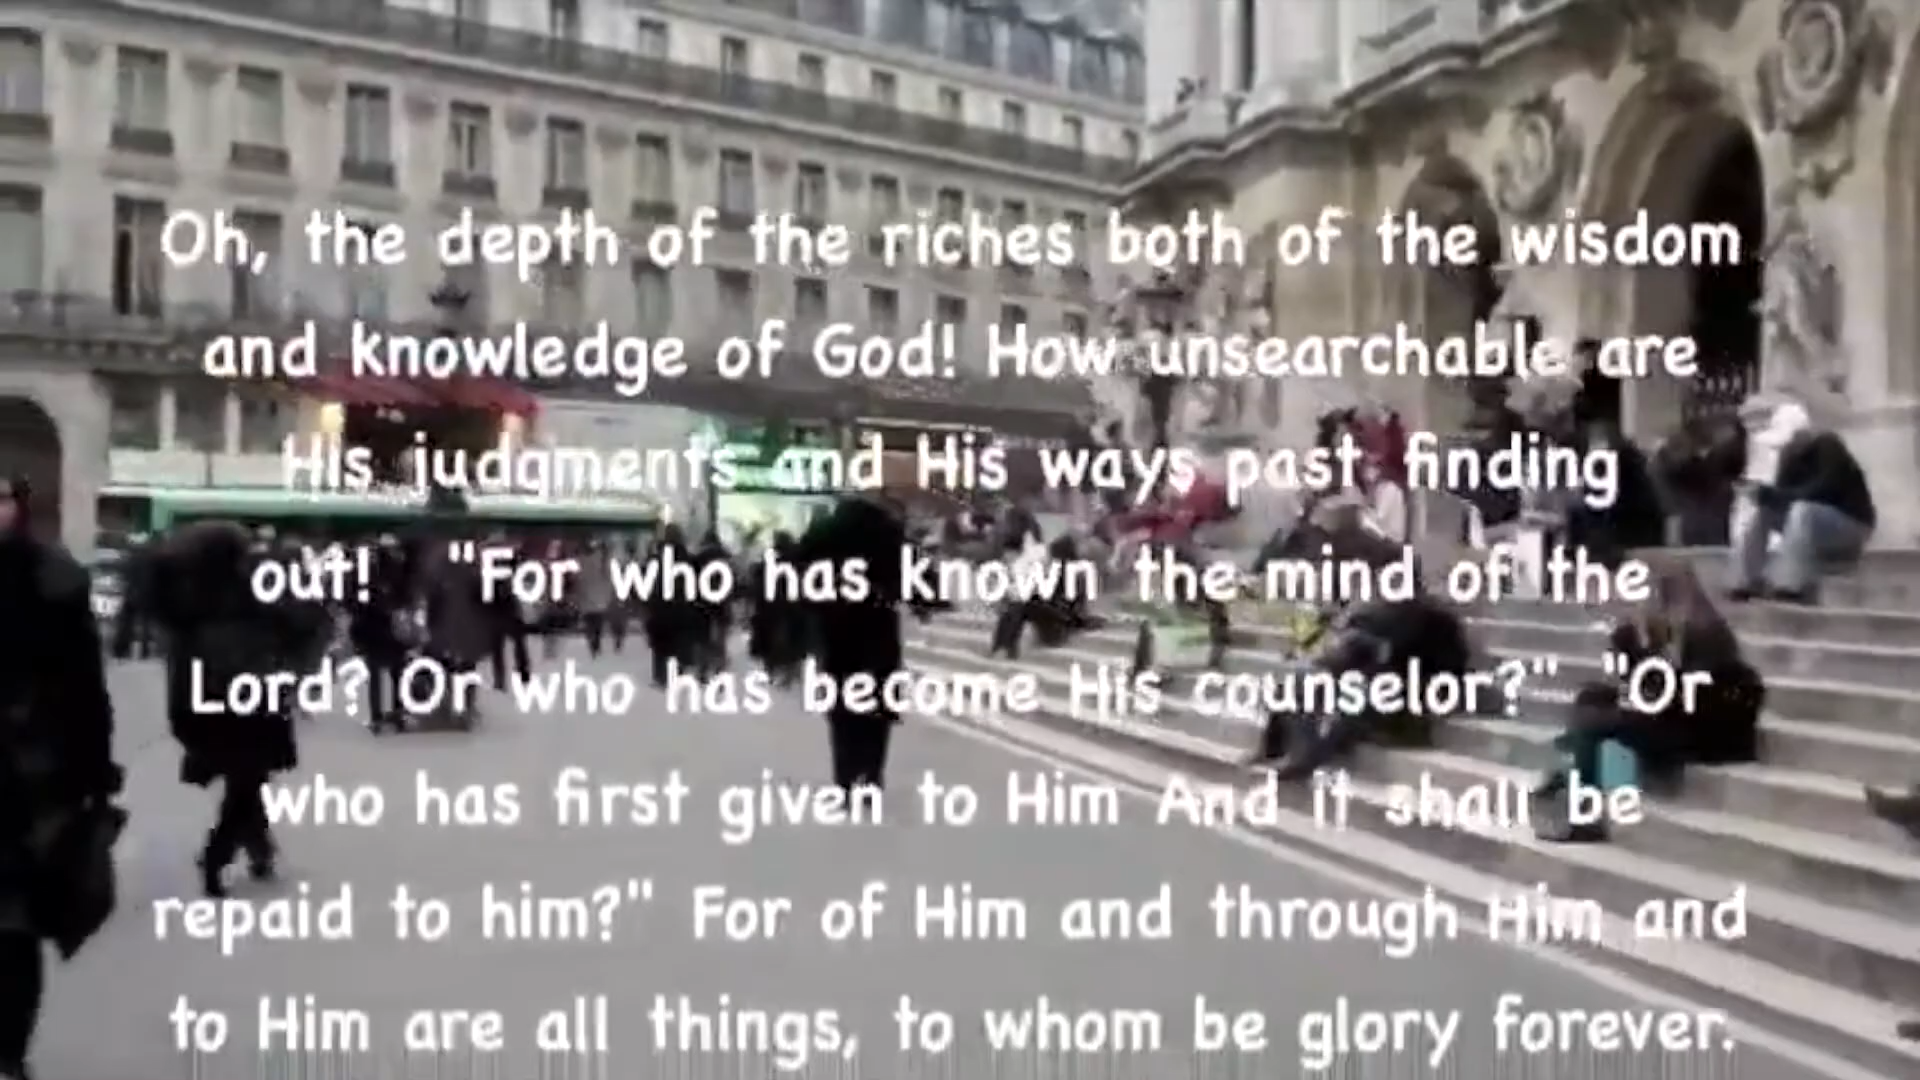 Oh, the depth of the riches both of the wisdom
and knowledge of God! How unsearchable are
His judgments and His ways past finding
out! "For who has known the mind of the
Lord? Or who has become His counselor?" "Or
who has first given to Him And it shall be
repaid to him?" For of Him and through Him and
to Him are all things, to whom be glory forever.